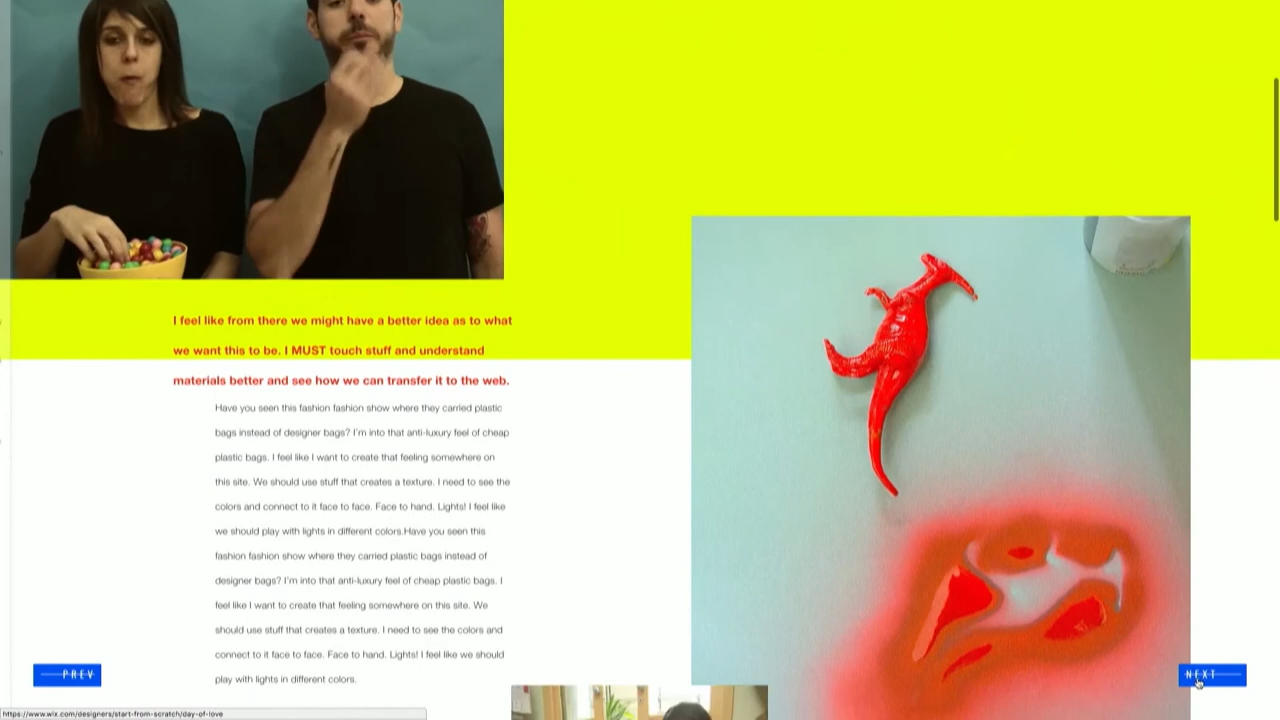 I feel like from there we might have a better idea as to what
we want this to be. I MUST touch stuff and understand
materials better and see how we can transfer it to the web.
Have you seen this fashion fashion show where they carried plastic
bags instead of designer bags? I'm into that anti-luxury feel of cheap
plastic bags. I feel like I want to create that feeling somewhere on
this site. We should use stuff that creates a texture. I need to see the
colors and connect to it face to face. Face to hand. Lights! I feel like
we should play with lights in different colors.Have you seen this
fashion fashion show where they carried plastic bags instead of
designer bags? I'm into that anti-luxury feel of cheap plastic bags. I
feel like I want to create that feeling somewhere on this site. We
should use stuff that creates a texture. I need to see the colors and
connect to it face to face. Face to hand. Lights! I feel like we should
play with lights in different colors.
PREV
NEXT
https://www.wix.com/designers/start-from-scratch/day-of-love